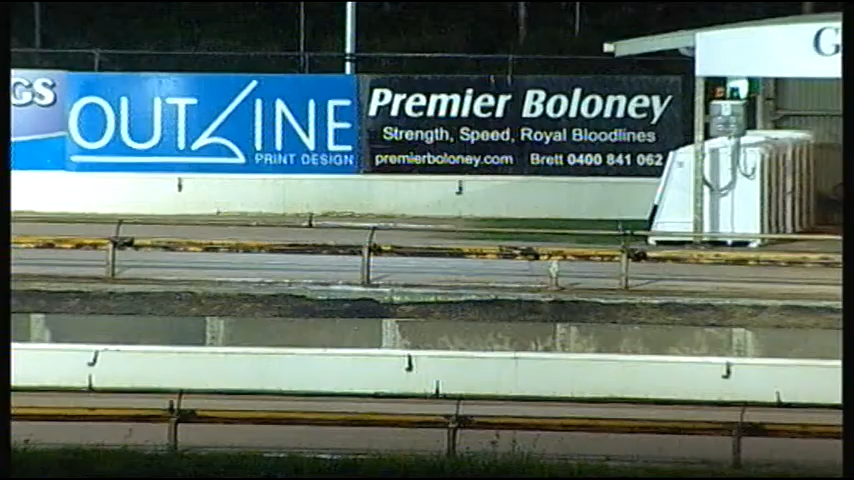 GS
OUTLINE
PRINT DESIGN
Premier Boloney
Strength, Speed, Royal Bloodlines
premierboloney.com Brett 0400 841 062
G